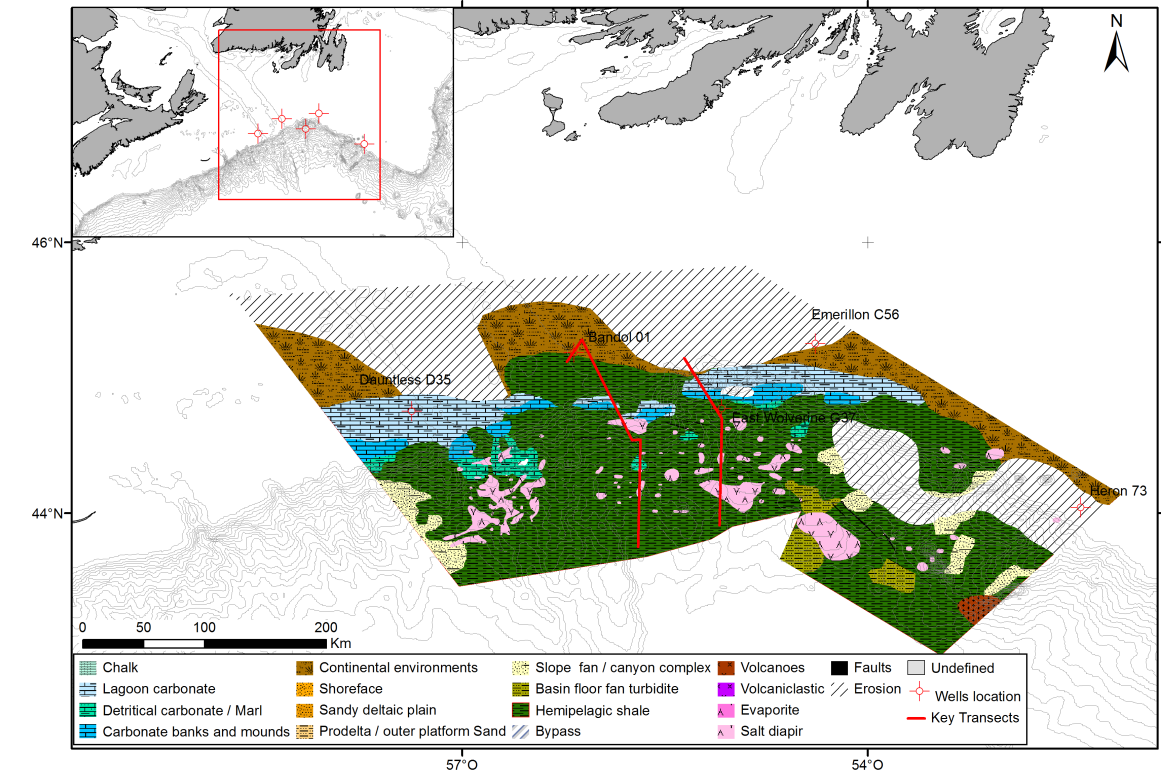 N
46°N
Emerillon C56
Bandol 01
Dauntless D35
East Wolverine C37
Heron 73
44°N
0 50 100 200
Km
Chalk
Continental environments
Slope fan / canyon complex
Volcanoes
Faults
Undefined
Lagoon carbonate
Shoreface
Basin floor fan turbidite
Volcaniclastic
Erosion
Wells location
Detritical carbonate / Marl
Sandy deltaic plain
Hemipelagic shale
Evaporite
Key Transects
Carbonate banks and mounds
Prodelta / outer platform Sand
Bypass
Salt diapir
57°O
54°O